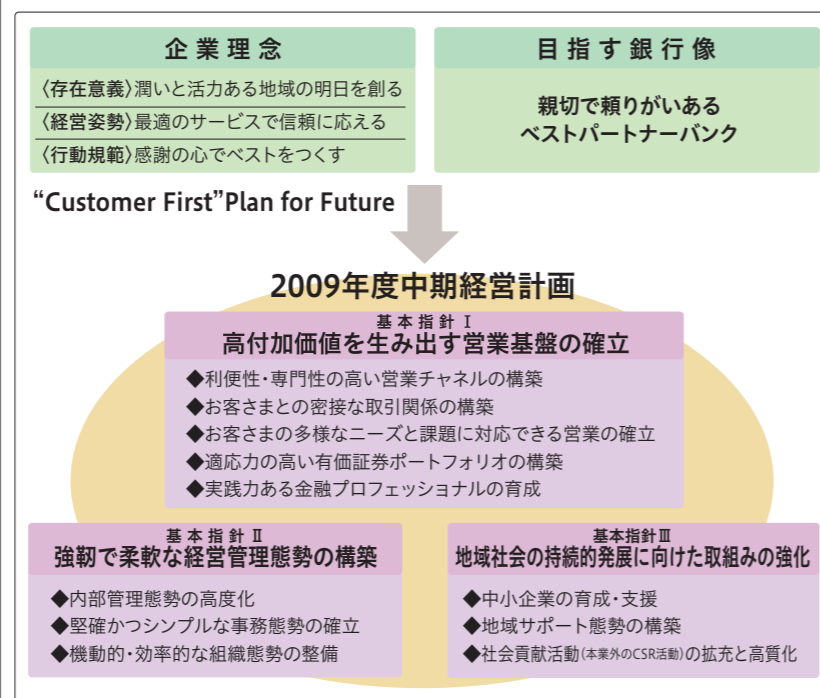 企業理念
〈存在意義〉潤いと活力ある地域の明日を創る
〈経営姿勢〉最適のサービスで信頼に応える
〈行動規範〉感謝の心でベストをつくす
目指す銀行像
親切で頼りがいある
ベストパートナーバンク
“Customer First”Plan for Future
2009年度中期経営計画
基本指針Ⅰ
高付加価値を生み出す営業基盤の確立
◆利便性・専門性の高い営業チャネルの構築
◆お客さまとの密接な取引関係の構築
◆お客さまの多様なニーズと課題に対応できる営業の確立
◆適応力の高い有価証券ポートフォリオの構築
◆実践力ある金融プロフェッショナルの育成
基本指針Ⅱ
強靭で柔軟な経営管理態勢の構築
◆内部管理態勢の高度化
◆堅確かつシンプルな事務態勢の確立
◆機動的・効率的な組織態勢の整備
基本指針Ⅲ
地域社会の持続的発展に向けた取組みの強化
◆中小企業の育成・支援
◆地域サポート態勢の構築
◆社会貢献活動(本業外のCSR活動)の拡充と高質化